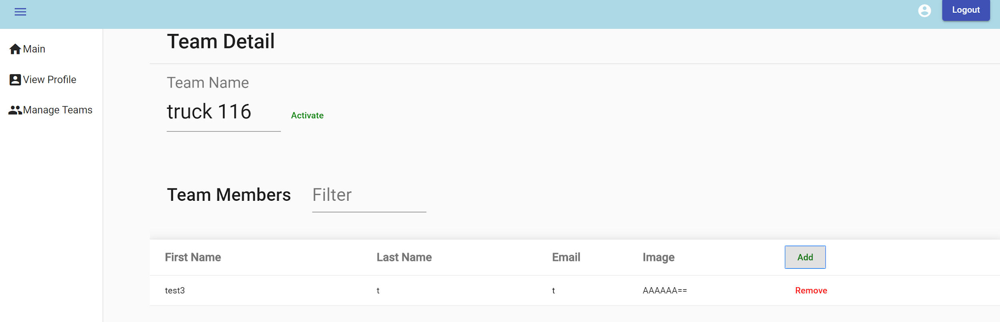 Logout
Main
View Profile
Manage Teams
Team Detail
Team Name
truck 116
Activate
Team Members Filter
First Name Last Name Email Image Add
test3 t t AAAAAA== Remove